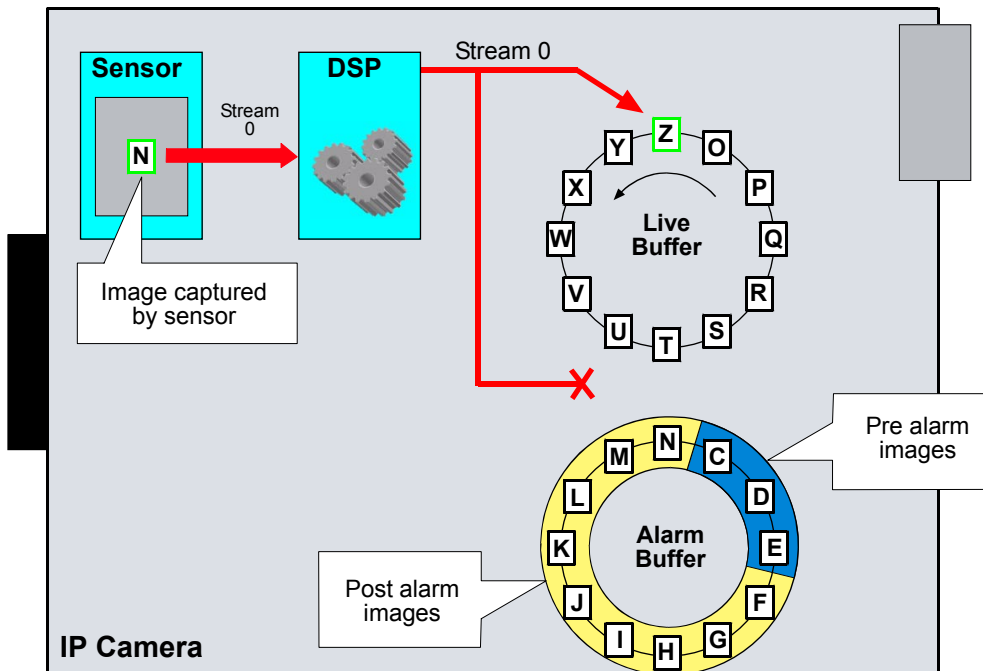 Sensor
DSP
Stream 0
Stream
0
N
Z
O
P
Q
R
S
T
U
V
W
X
Y
Live
Buffer
Image captured
by sensor
Pre alarm
images
N
C
D
E
F
G
H
I
J
K
L
M
Alarm
Buffer
Post alarm
images
IP Camera